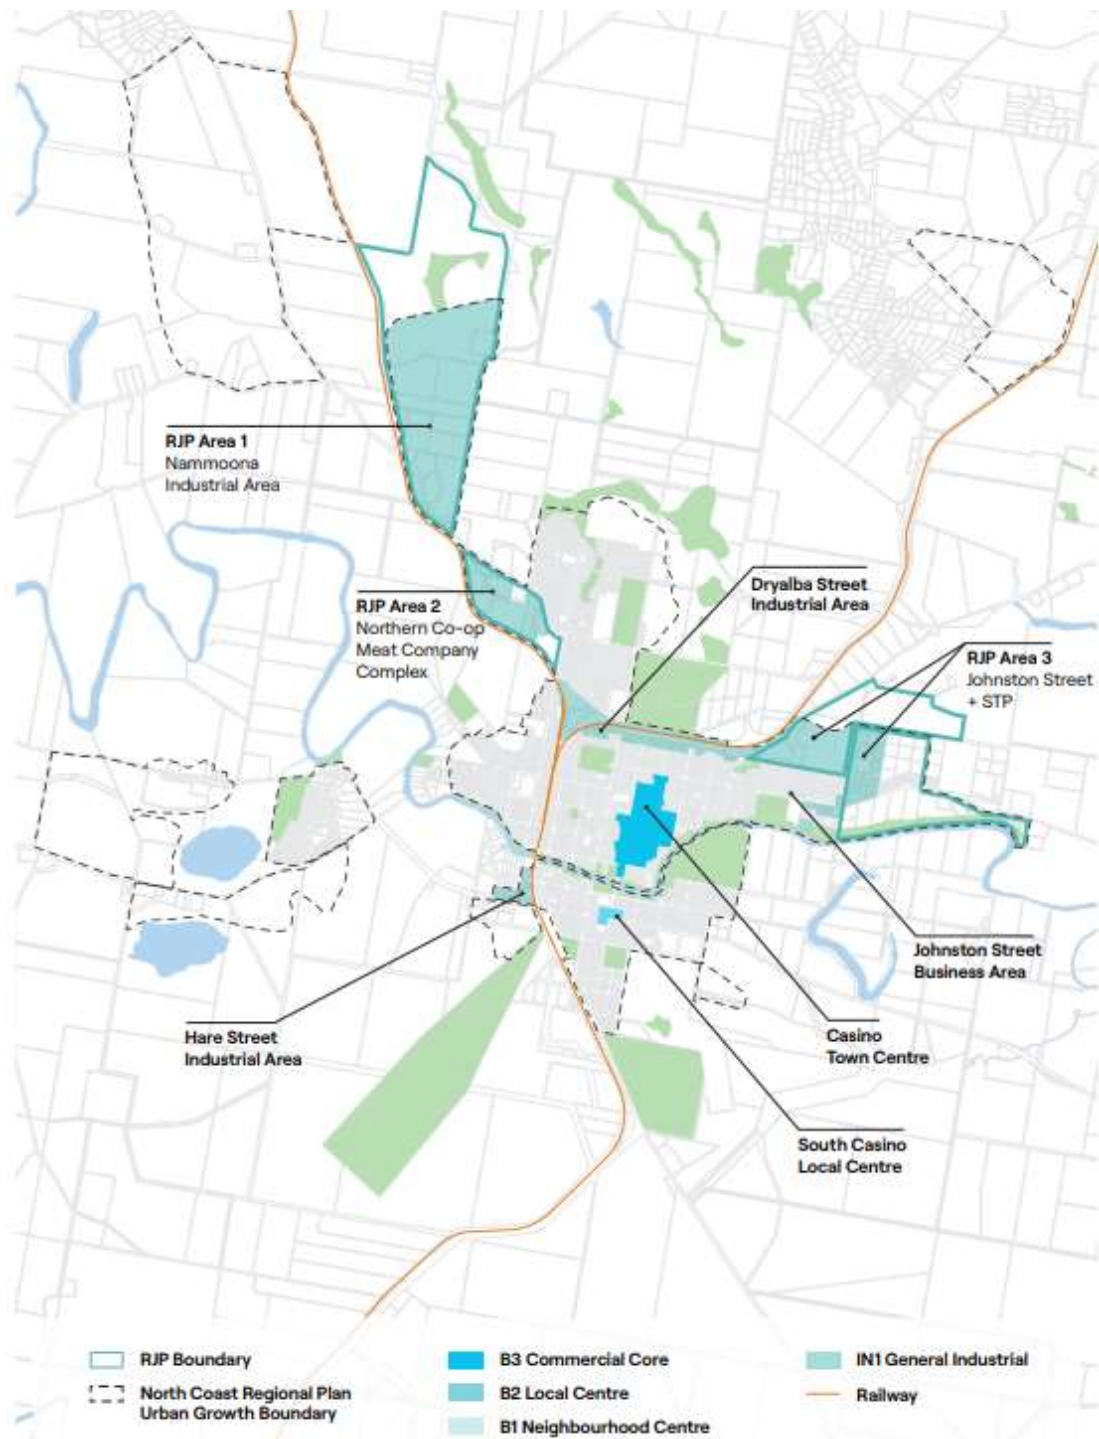 RJP Area 1
Nammoona
Industrial Area
RJP Area 2
Northern Co-op
Meat Company
Complex
Dryalba Street
Industrial Area
RJP Area 3
Johnston Street
+ STP
Johnston Street
Business Area
Hare Street
Industrial Area
Casino
Town Centre
South Casino
Local Centre
RJP Boundary
North Coast Regional Plan
Urban Growth Boundary
B3 Commercial Core
B2 Local Centre
B1 Neighbourhood Centre
IN1 General Industrial
Railway